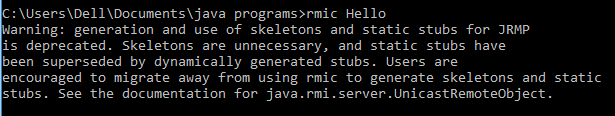 C:\Users\Dell\Documents\java programs>rmic Hello
Warning: generation and use of skeletons and static stubs for JRMP
is deprecated. Skeletons are unnecessary, and static stubs have
been superseded by dynamically generated stubs. Users are
encouraged to migrate away from using rmic to generate skeletons and static
stubs. See the documentation for java.rmi.server.UnicastRemoteObject.